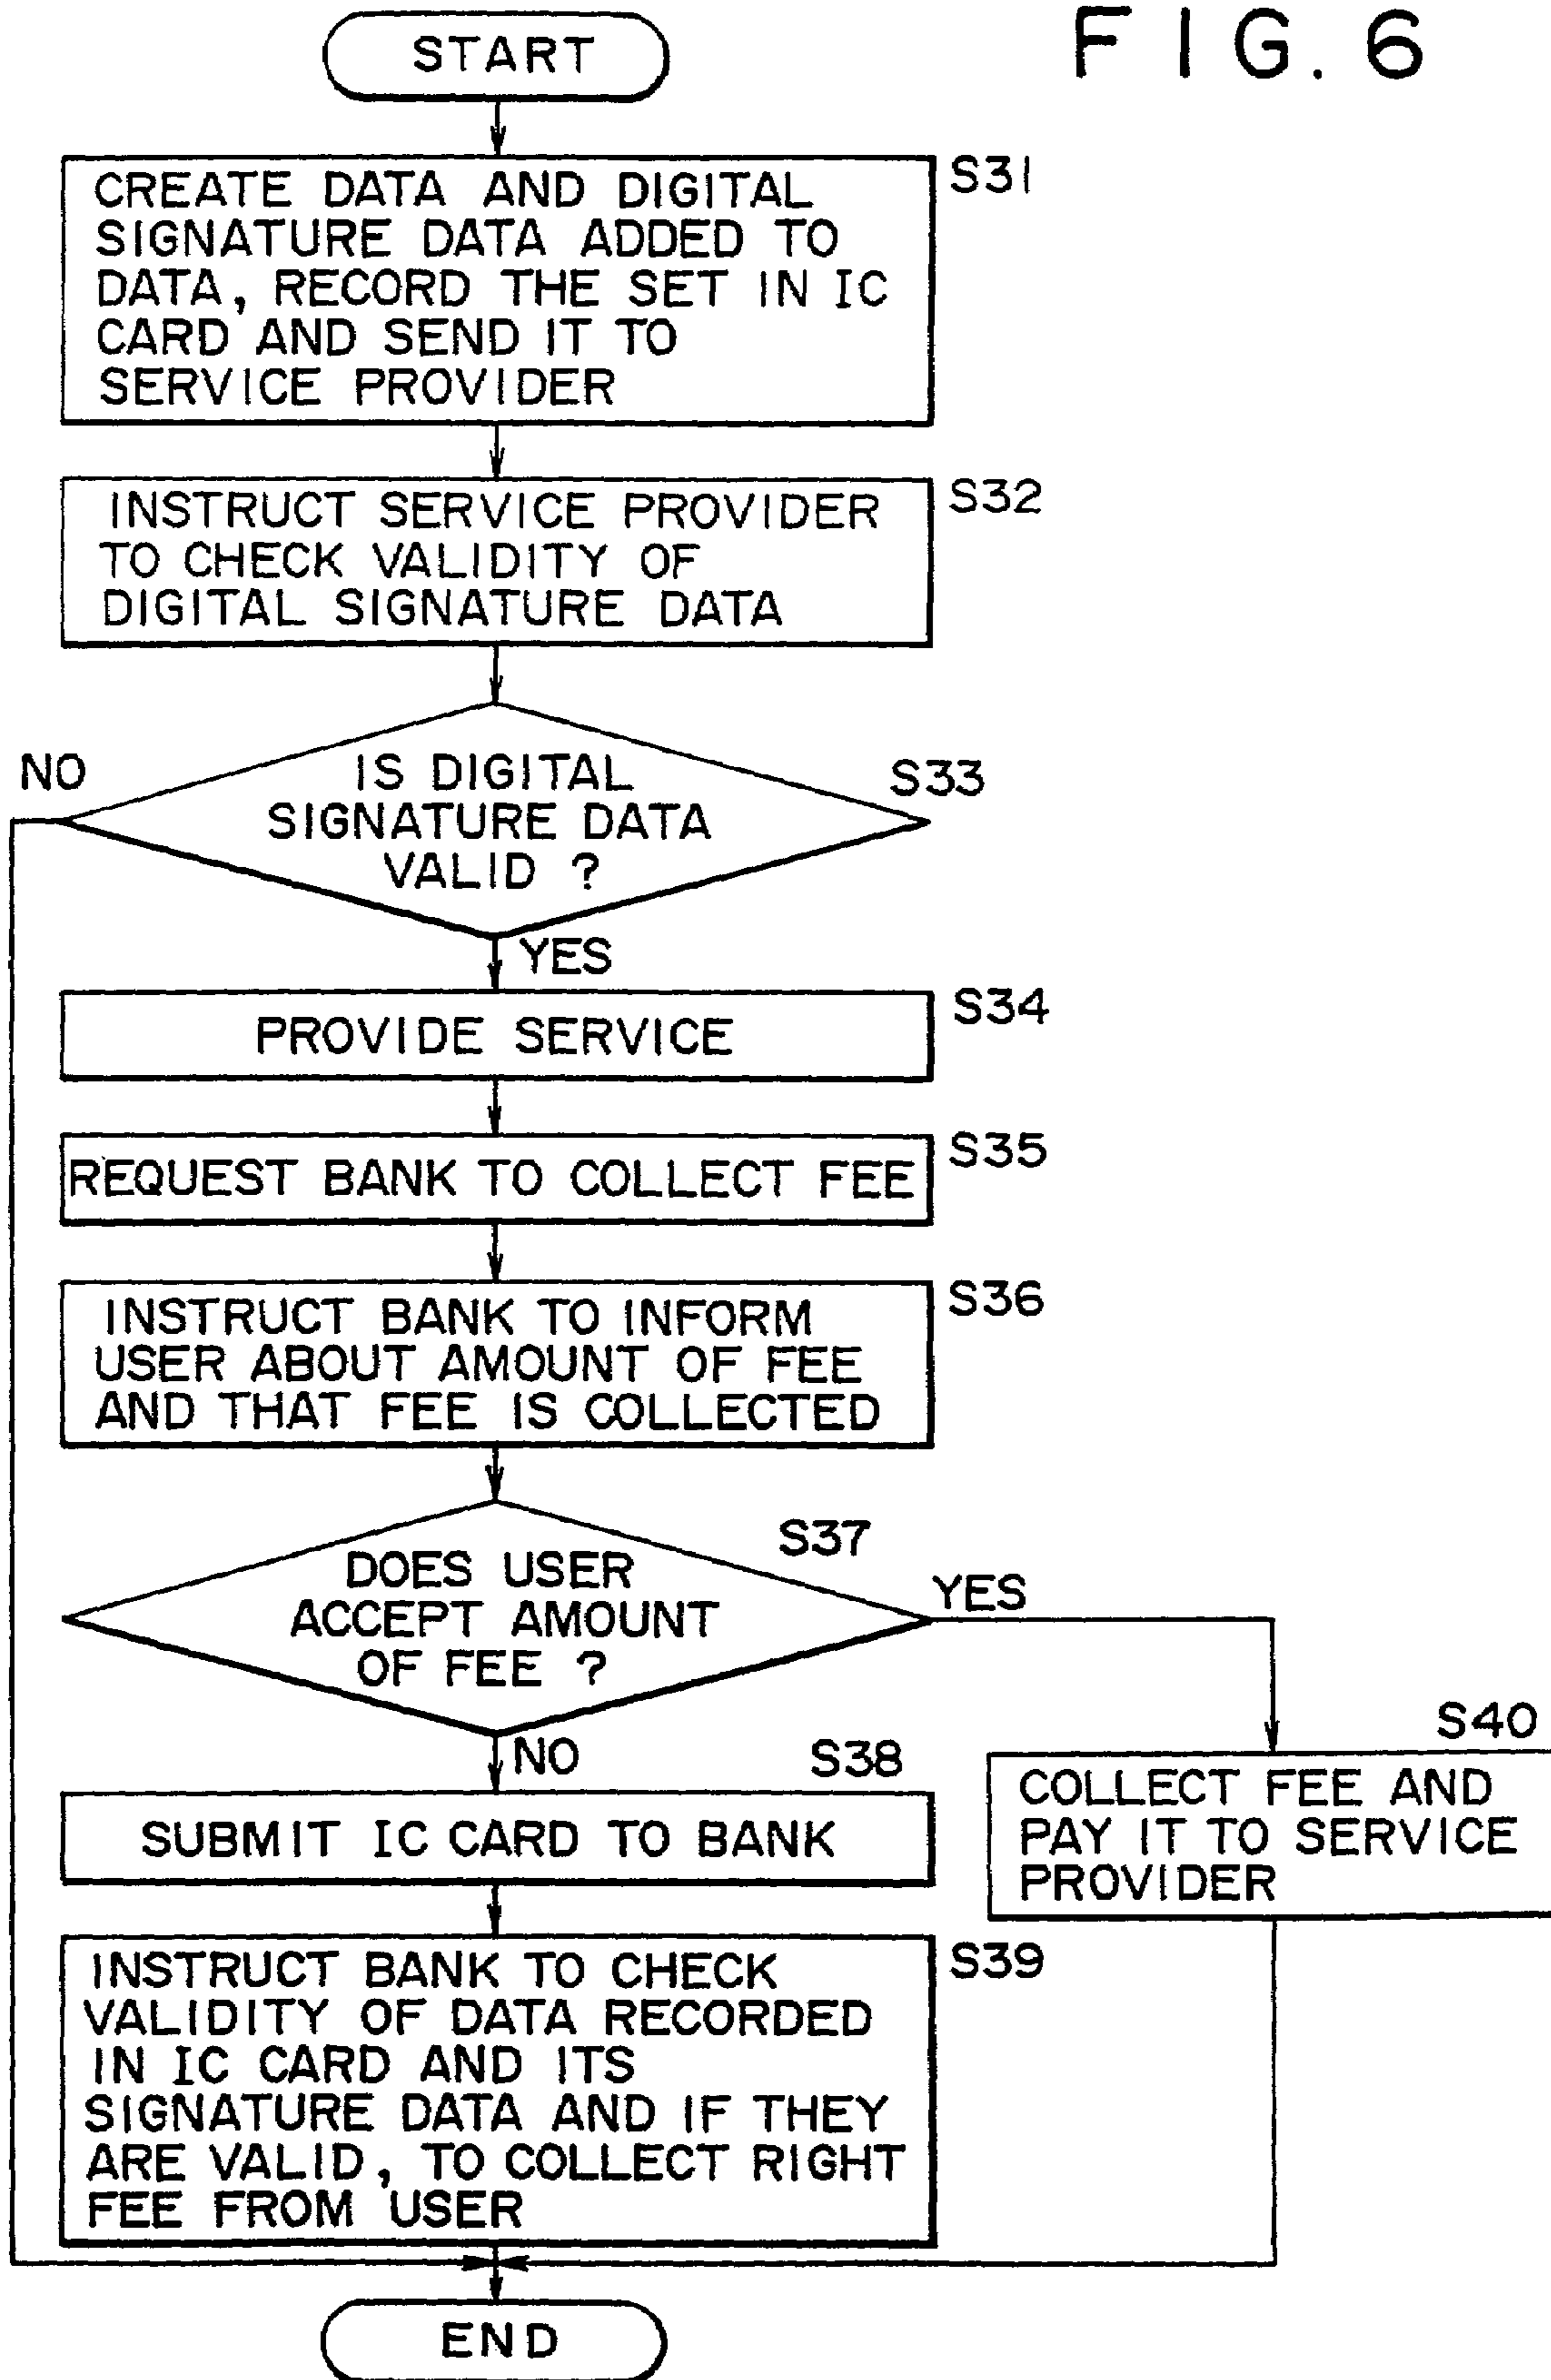 FIG. 6
START
S31
CREATE DATA AND DIGITAL
SIGNATURE DATA ADDED TO
DATA, RECORD THE SET IN IC
CARD AND SEND IT TO
SERVICE PROVIDER
S32
INSTRUCT SERVICE PROVIDER
TO CHECK VALIDITY OF
DIGITAL SIGNATURE DATA
NO
S33
IS DIGITAL
SIGNATURE DATA
VALID ?
YES
S34
PROVIDE SERVICE
S35
REQUEST BANK TO COLLECT FEE
S36
INSTRUCT BANK TO INFORM
USER ABOUT AMOUNT OF FEE
AND THAT FEE IS COLLECTED
S37
DOES USER
ACCEPT AMOUNT
OF FEE ?
YES
NO
S38
SUBMIT IC CARD TO BANK
S40
COLLECT FEE AND
PAY IT TO SERVICE
PROVIDER
S39
INSTRUCT BANK TO CHECK
VALIDITY OF DATA RECORDED
IN IC CARD AND ITS
SIGNATURE DATA AND IF THEY
ARE VALID, TO COLLECT RIGHT
FEE FROM USER
END